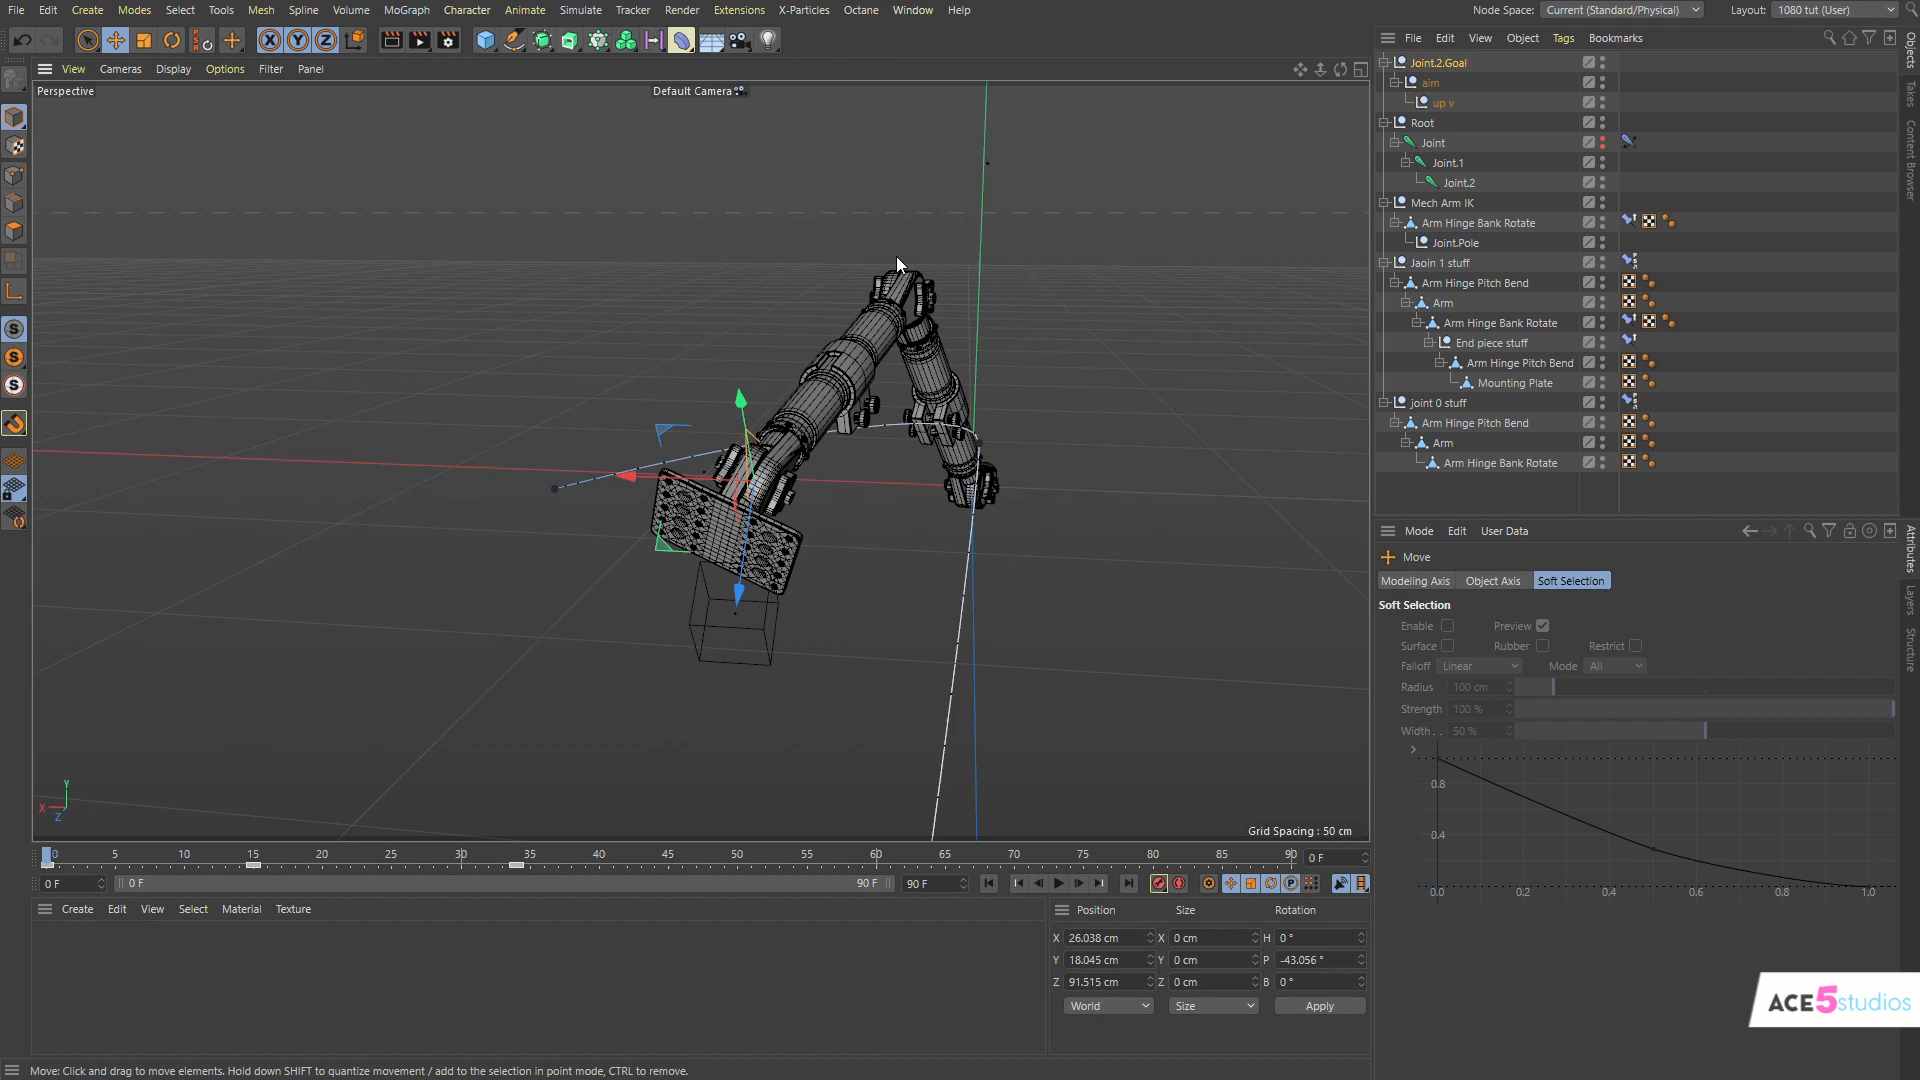 File Edit Create Modes Select Tools Mesh Spline Volume MoGraph Character Animate Simulate Tracker Render Extensions X-Particles Octane Window Help
Node Space: Current (Standard/Physical) Layout: 1080 tut (User)
View Cameras Display Options Filter Panel
File Edit View Object Tags Bookmarks
Perspective
Default Camera
Joint.2.Goal
aim
up v
Root
Joint
Joint.1
Joint.2
Mech Arm IK
Arm Hinge Bank Rotate
Joint.Pole
Jaoin 1 stuff
Arm Hinge Pitch Bend
Arm
Arm Hinge Bank Rotate
End piece stuff
Arm Hinge Pitch Bend
Mounting Plate
joint 0 stuff
Arm Hinge Pitch Bend
Arm
Arm Hinge Bank Rotate
Objects
Takes
Content Browser
Mode Edit User Data
Move
Modeling Axis Object Axis Soft Selection
Soft Selection
Enable Preview
Surface Rubber Restrict
Falloff Linear Mode All
Radius 100 cm
Strength 100 %
Width . . 50 %
0.8
0.4
0.0 0.2 0.4 0.6 0.8 1.0
Attributes
Layers
Structure
Y
X
Z
Grid Spacing : 50 cm
0 5 10 15 20 25 30 35 40 45 50 55 60 65 70 75 80 85 90 0 F
0 F 0 F 90 F 90 F
Create Edit View Select Material Texture
Position Size Rotation
X 26.038 cm X 0 cm H 0 °
Y 18.045 cm Y 0 cm P -43.056 °
Z 91.515 cm Z 0 cm B 0 °
World Size Apply
ACE5studios
Move: Click and drag to move elements. Hold down SHIFT to quantize movement / add to the selection in point mode, CTRL to remove.